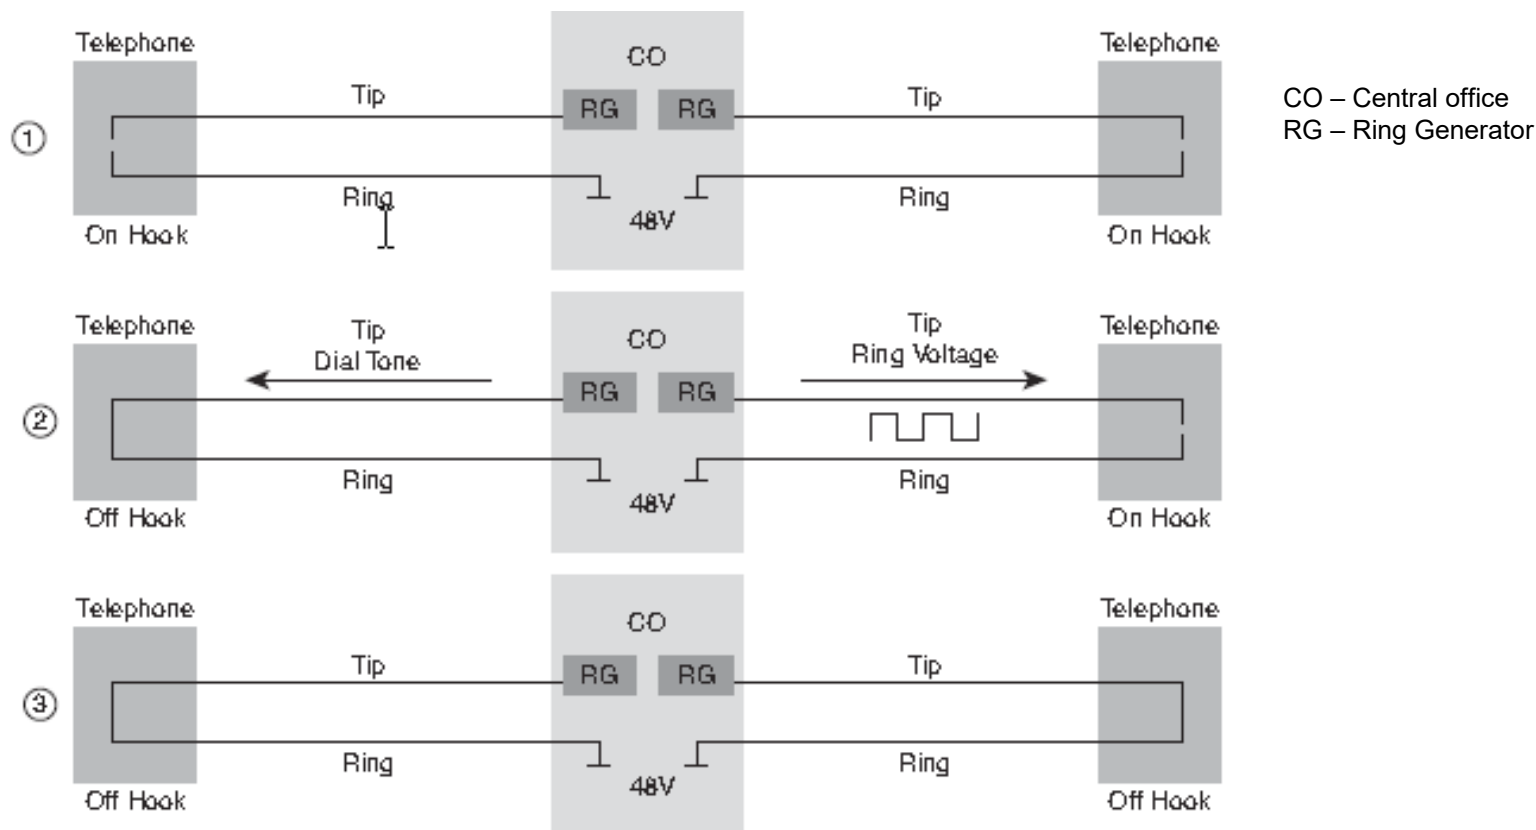 Telephone
CO
Telephone
Tip
RG
RG
Tip
CO – Central office
RG – Ring Generator
1
Ring
Ring
48V
On Hook
On Hook
Telephone
Tip
Dial Tone
CO
Tip
Ring Voltage
Telephone
RG
RG
2
Ring
Ring
48V
Off Hook
On Hook
Telephone
CO
Telephone
Tip
RG
RG
Tip
3
Ring
Ring
48V
Off Hook
Off Hook